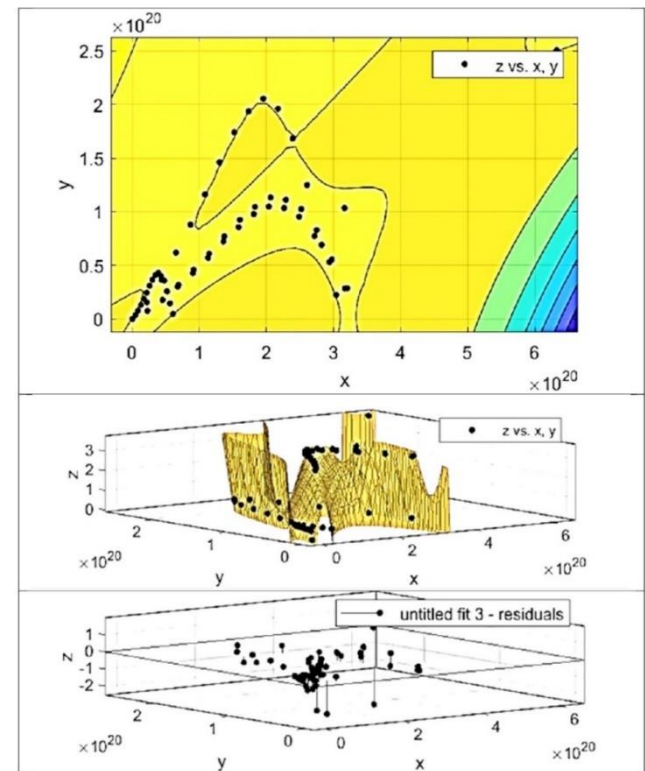 ×10^20
2.5
z vs. x, y
2
1.5
y
1
0.5
0
0 1 2 3 4 5 6
x
×10^20
z vs. x, y
3
2
z
1
0
2 1 0 0 2 4 6
×10^20 y x ×10^20
untitled fit 3 - residuals
1
0
z
-1
-2
2 1 0 0 2 4 6
×10^20 y x ×10^20